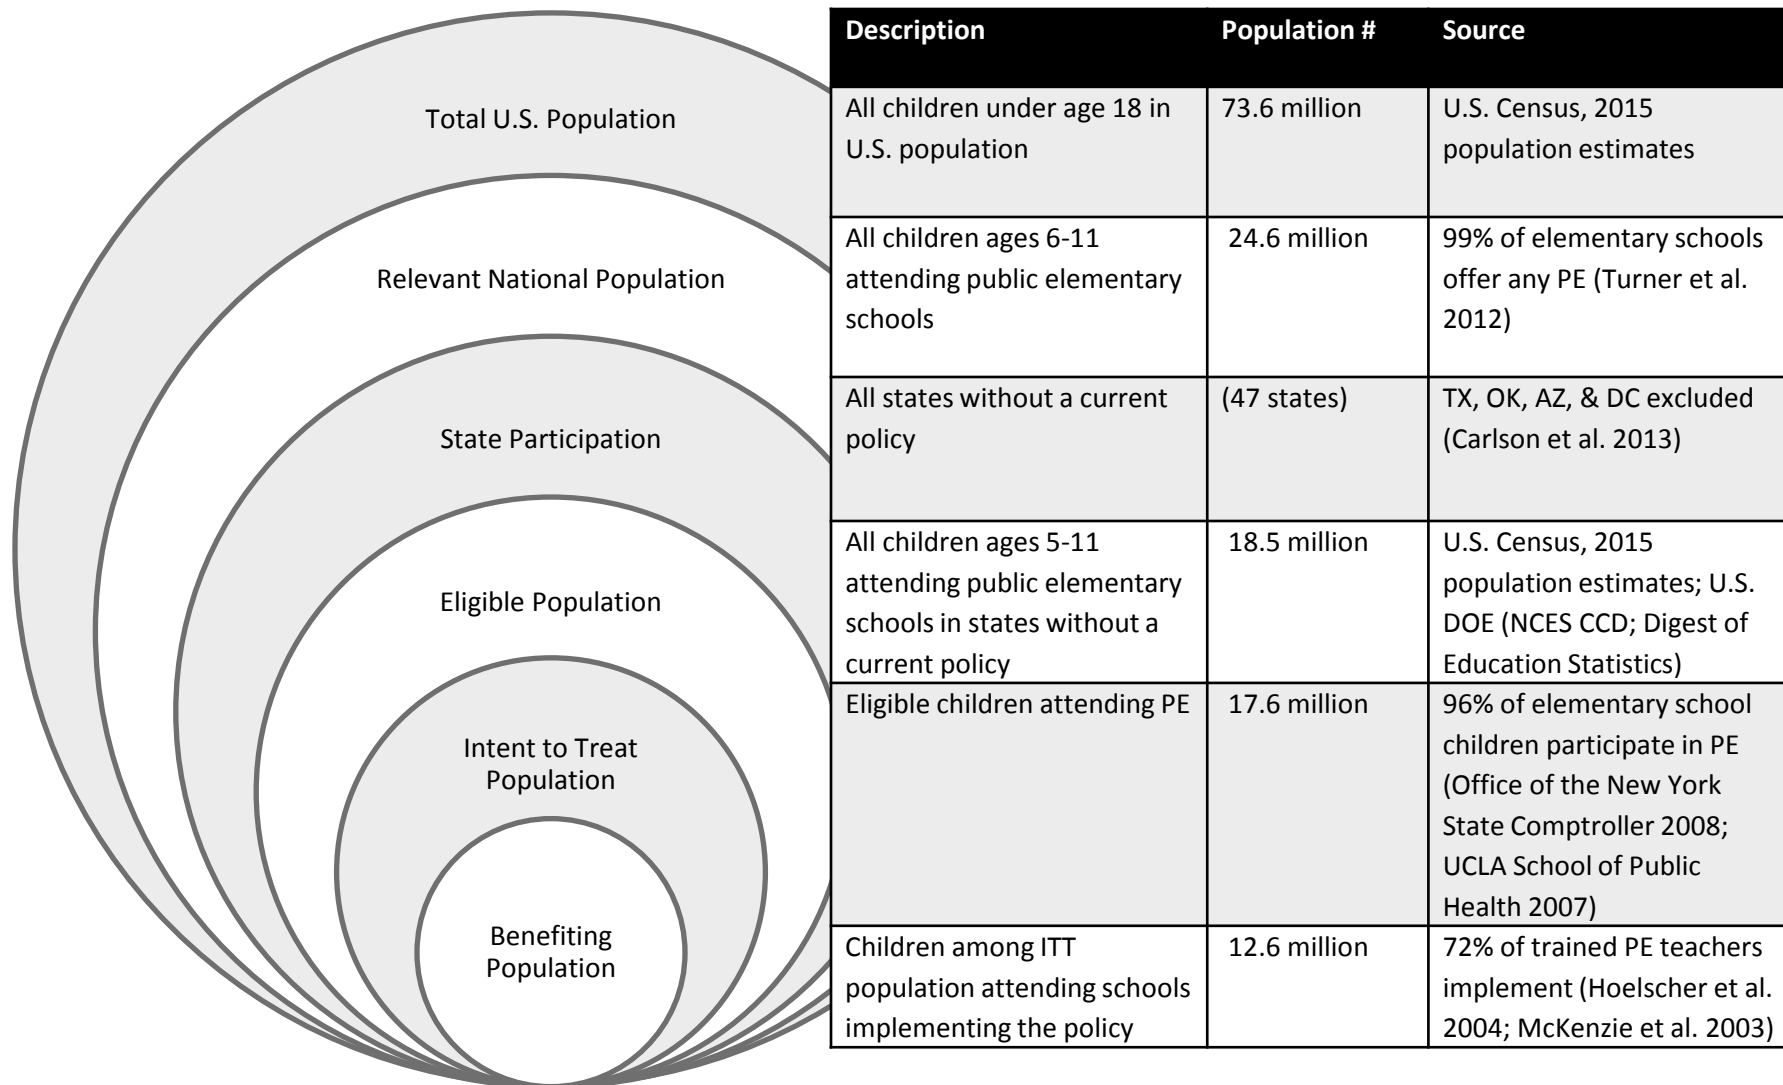 Total U.S. Population
Relevant National Population
State Participation
Eligible Population
Intent to Treat
Population
Benefiting
Population
Description Population # Source
All children under age 18 in
U.S. population
73.6 million
U.S. Census, 2015
population estimates
All children ages 6-11
attending public elementary
schools
24.6 million
99% of elementary schools
offer any PE (Turner et al.
2012)
All states without a current
policy
(47 states)
TX, OK, AZ, & DC excluded
(Carlson et al. 2013)
All children ages 5-11
attending public elementary
schools in states without a
current policy
18.5 million
U.S. Census, 2015
population estimates; U.S.
DOE (NCES CCD; Digest of
Education Statistics)
Eligible children attending PE
17.6 million
96% of elementary school
children participate in PE
(Office of the New York
State Comptroller 2008;
UCLA School of Public
Health 2007)
Children among ITT
population attending schools
implementing the policy
12.6 million
72% of trained PE teachers
implement (Hoelscher et al.
2004; McKenzie et al. 2003)